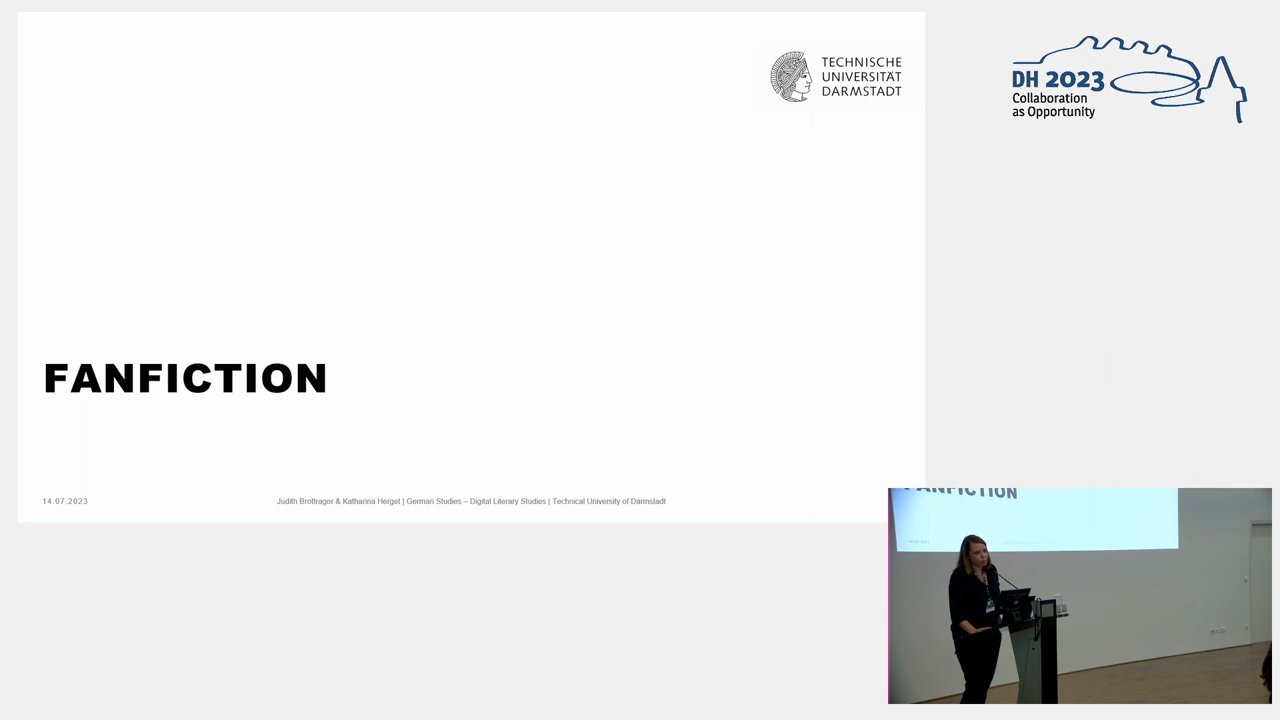 TECHNISCHE
UNIVERSITÄT
DARMSTADT
DH 2023
Collaboration
as Opportunity
FANFICTION
14.07.2023
Judith Brottrager & Katharina Herget | German Studies – Digital Literary Studies | Technical University of Darmstadt
FANFICTION